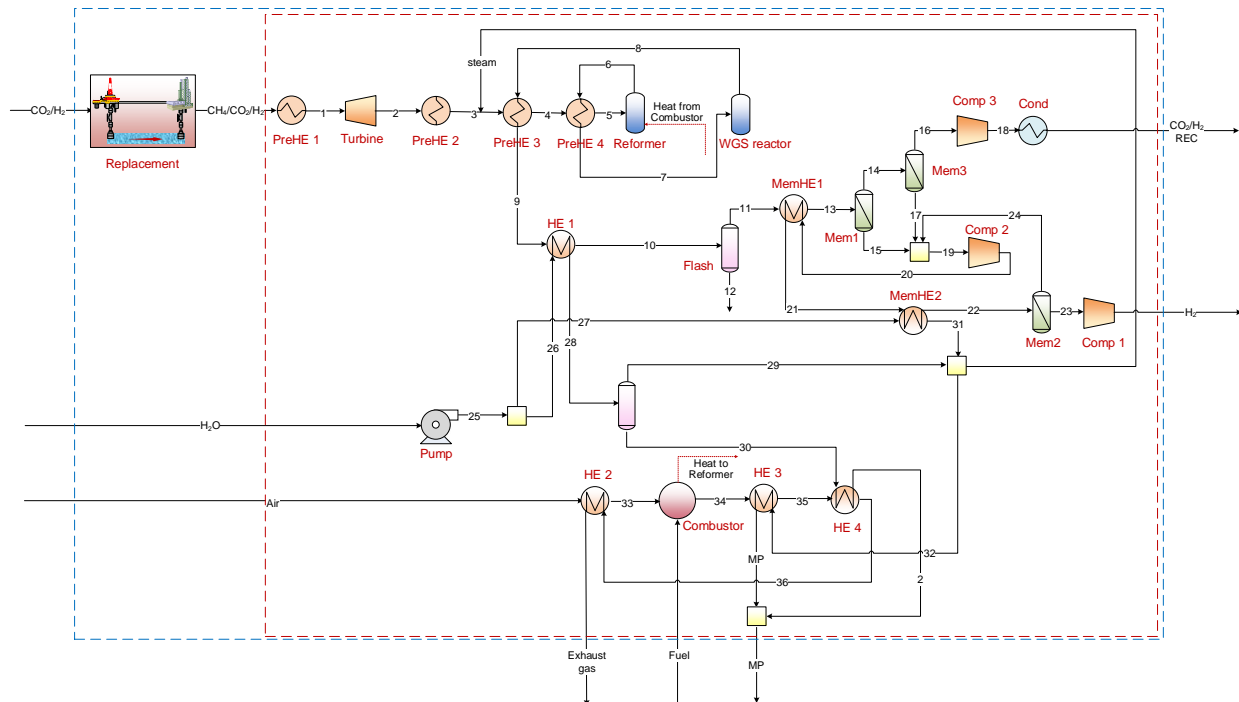 8
steam
6
16
Comp 3
18
Cond
CO₂/H₂
REC
CO₂/H₂
CH₄/CO₂/H₂
1
2
3
4
5
Heat from
Combustor
PreHE 1
Turbine
PreHE 2
PreHE 3
PreHE 4
Reformer
WGS reactor
Replacement
7
14
Mem3
MemHE1
9
11
13
17
24
HE 1
Mem1
Comp 2
10
15
19
Flash
20
12
MemHE2
21
22
23
H₂
27
31
Mem2
Comp 1
26
28
29
25
H₂O
Pump
30
Heat to
Reformer
HE 2
HE 3
Air
33
34
35
Combustor
HE 4
32
MP
36
2
Exhaust
gas
Fuel
MP